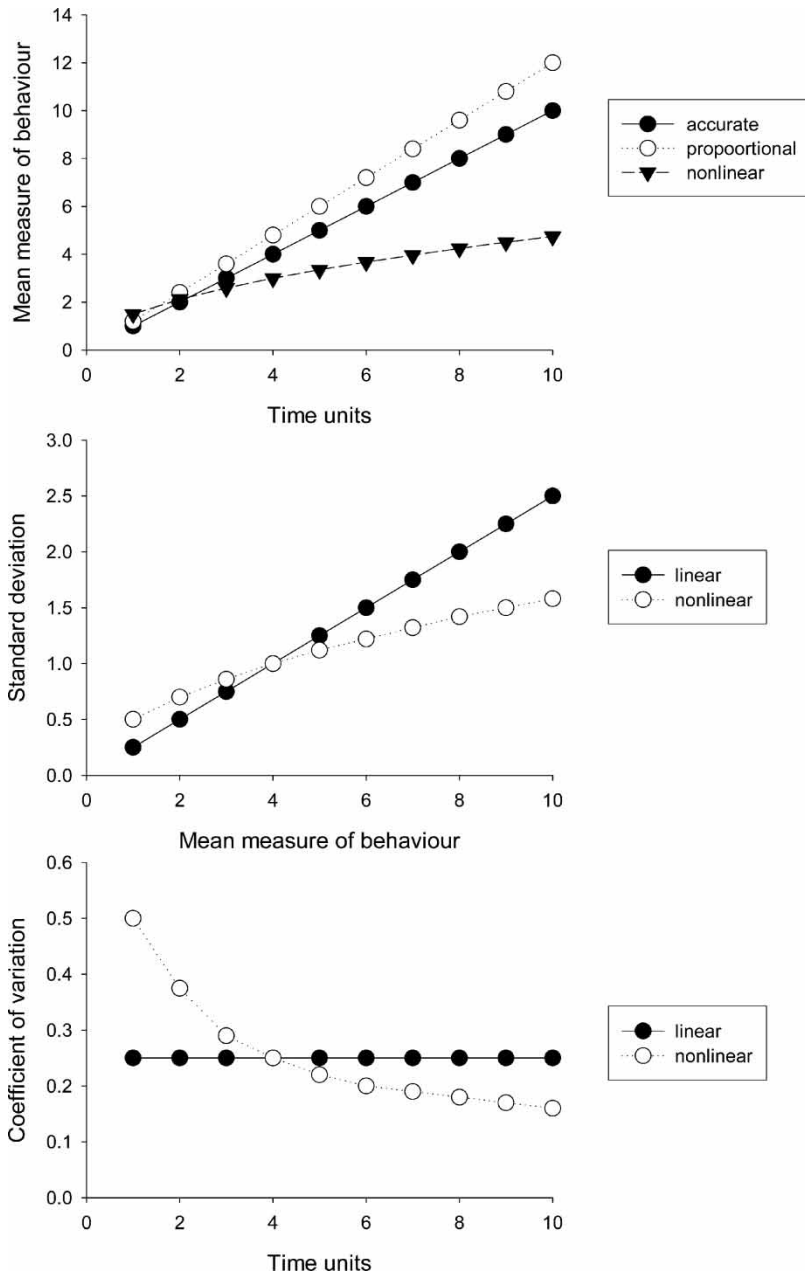 Mean measure of behaviour
14
12
10
8
6
4
2
0
0 2 4 6 8 10
Time units
accurate
propoortional
nonlinear
Standard deviation
3.0
2.5
2.0
1.5
1.0
0.5
0.0
0 2 4 6 8 10
Mean measure of behaviour
linear
nonlinear
Coefficient of variation
0.6
0.5
0.4
0.3
0.2
0.1
0.0
0 2 4 6 8 10
Time units
linear
nonlinear